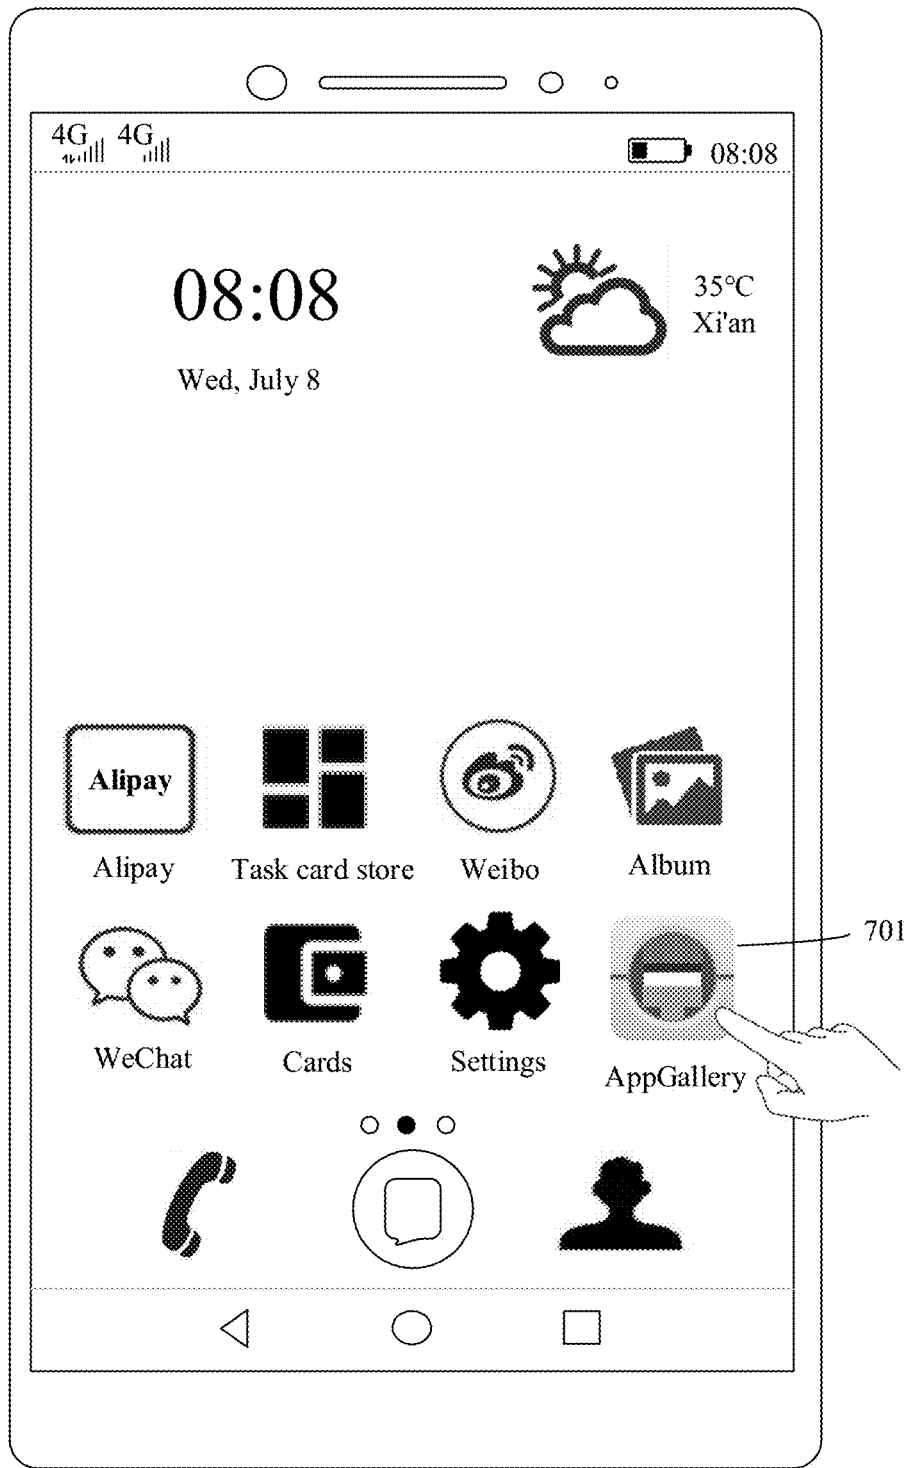 4G 4G 08:08
08:08
35°C
Xi'an
Wed, July 8
Alipay
Alipay Task card store Weibo Album
701
WeChat Cards Settings AppGallery